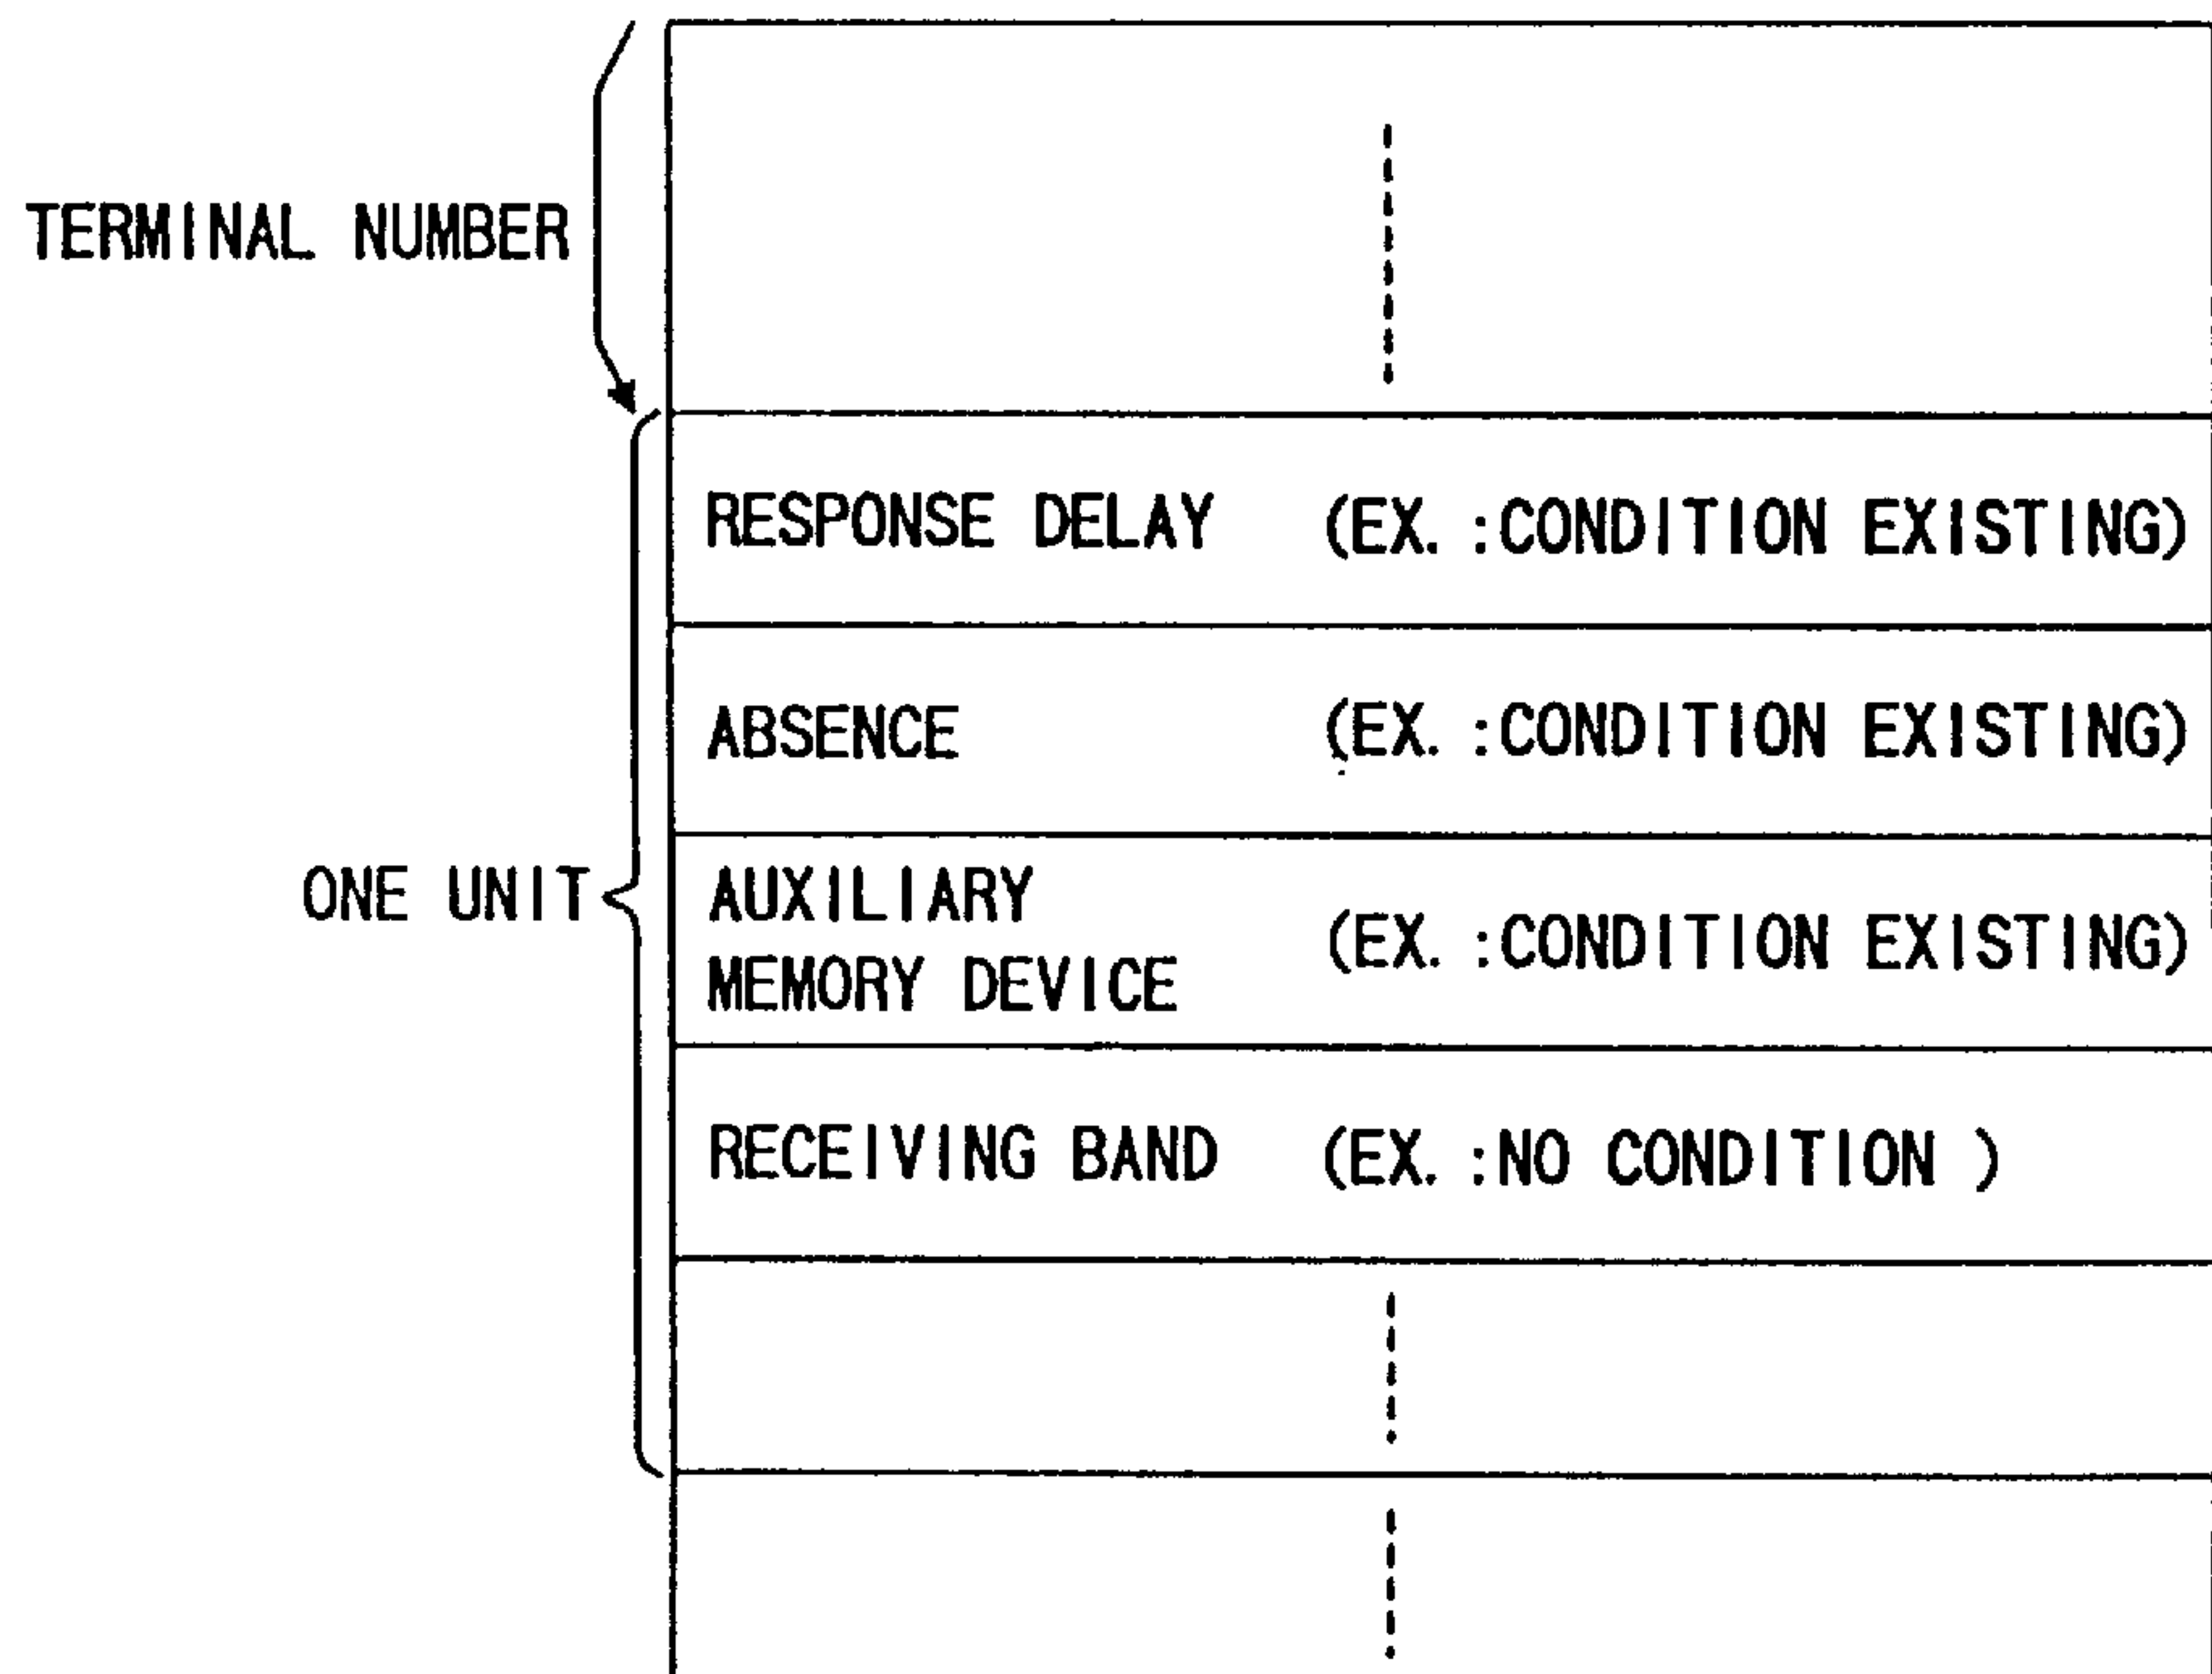 TERMINAL NUMBER
RESPONSE DELAY (EX. :CONDITION EXISTING)
ABSENCE (EX. :CONDITION EXISTING)
ONE UNIT
AUXILIARY
MEMORY DEVICE (EX. :CONDITION EXISTING)
RECEIVING BAND (EX. :NO CONDITION )